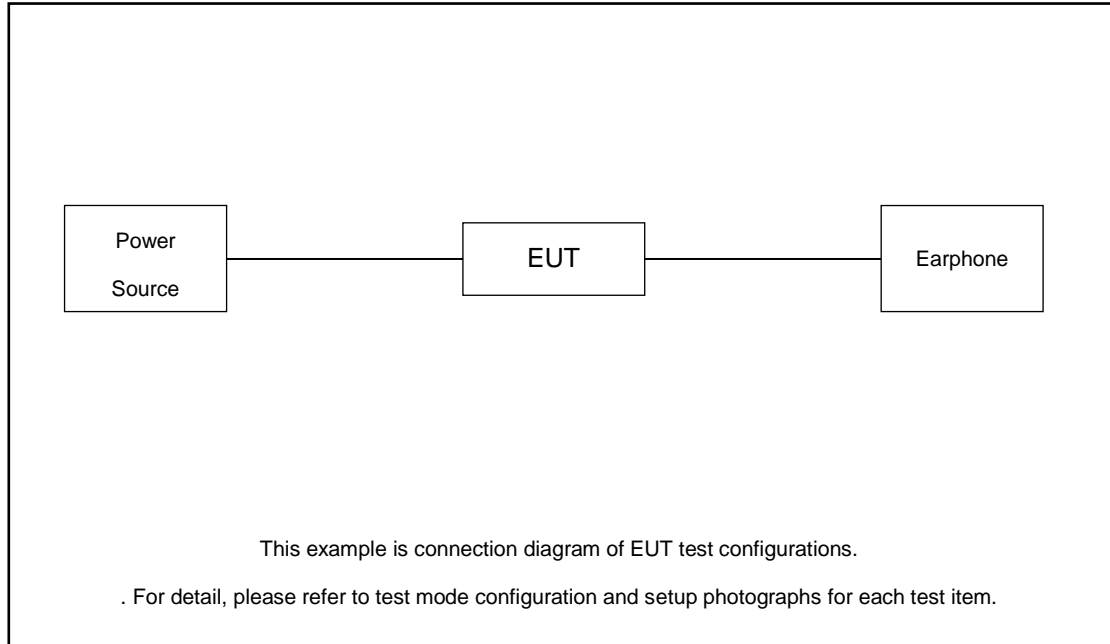 Power
Source
EUT
Earphone
This example is connection diagram of EUT test configurations.
. For detail, please refer to test mode configuration and setup photographs for each test item.